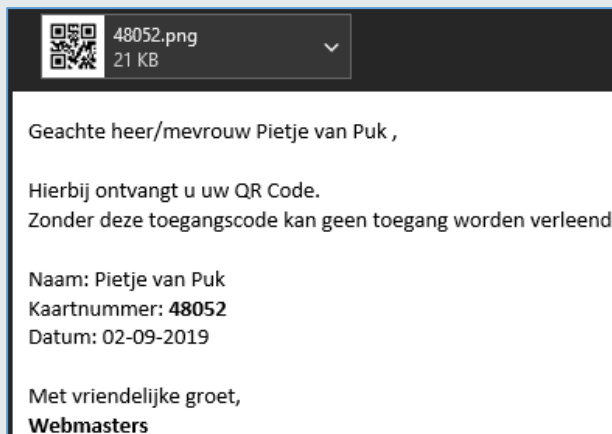 48052.png
21 KB
Geachte heer/mevrouw Pietje van Puk ,
Hierbij ontvangt u uw QR Code.
Zonder deze toegangscode kan geen toegang worden verleend
Naam: Pietje van Puk
Kaartnummer: 48052
Datum: 02-09-2019
Met vriendelijke groet,
Webmasters